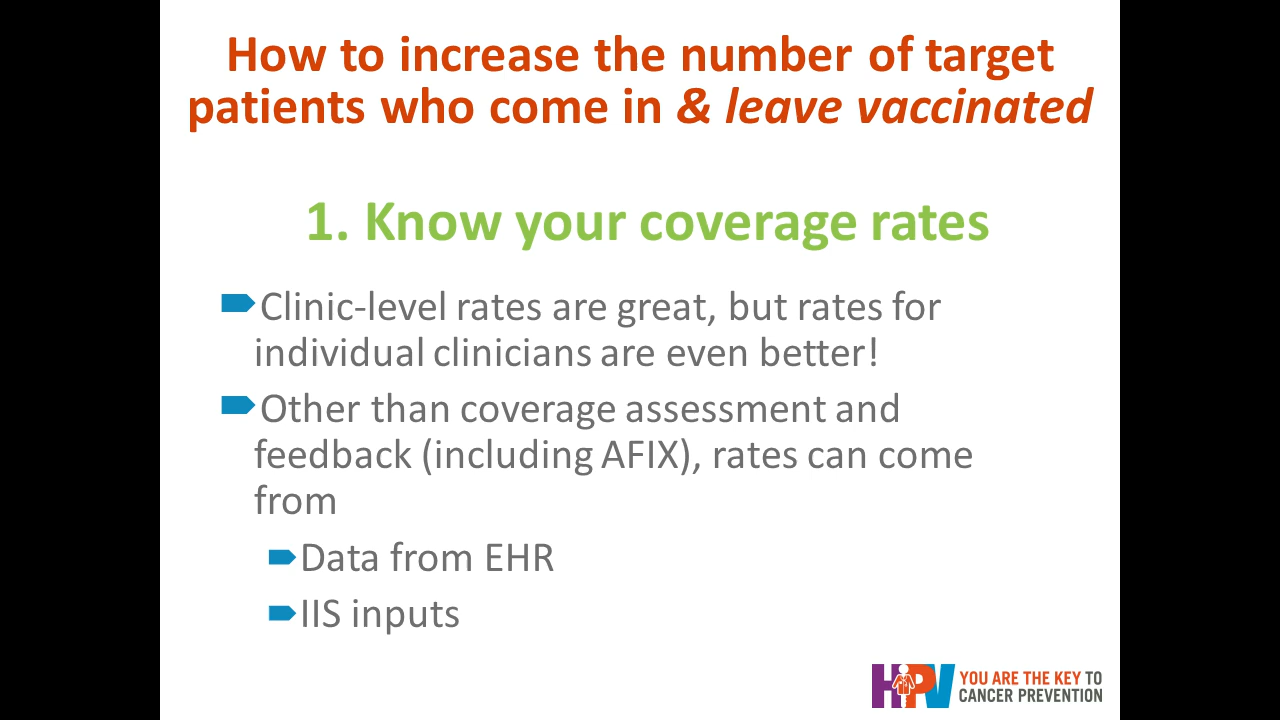 How to increase the number of target
patients who come in & leave vaccinated
1. Know your coverage rates
Clinic-level rates are great, but rates for
individual clinicians are even better!
Other than coverage assessment and
feedback (including AFIX), rates can come
from
Data from EHR
IIS inputs
HPV YOU ARE THE KEY TO
CANCER PREVENTION